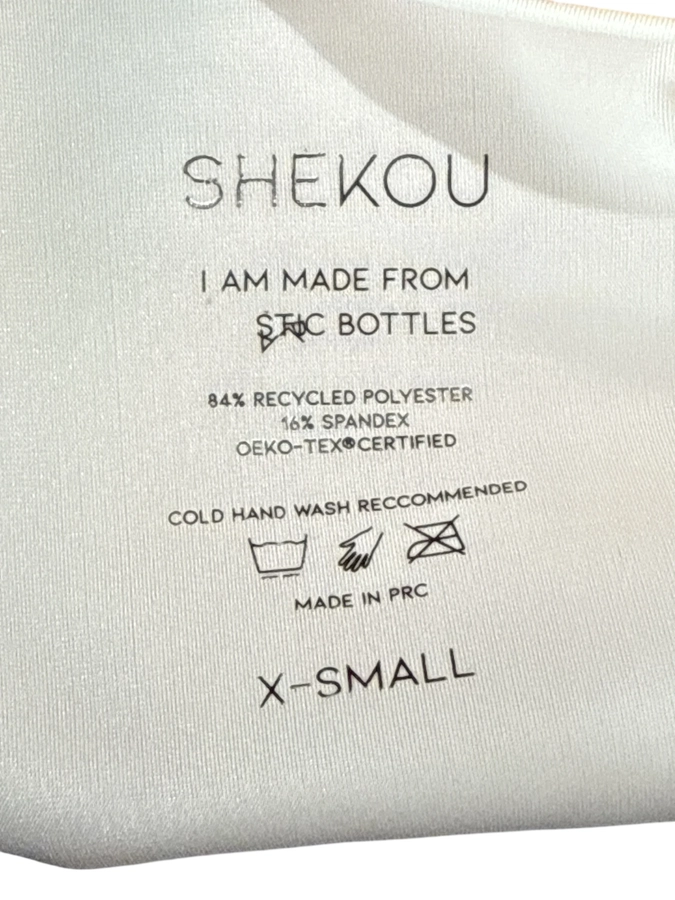 SHEKOU
I AM MADE FROM
BOTTLES
84% RECYCLED POLYESTER
16% SPANDEX
OEKO-TEX®CERTIFIED
COLD HAND WASH RECCOMMENDED
MADE IN PRC
X-SMALL